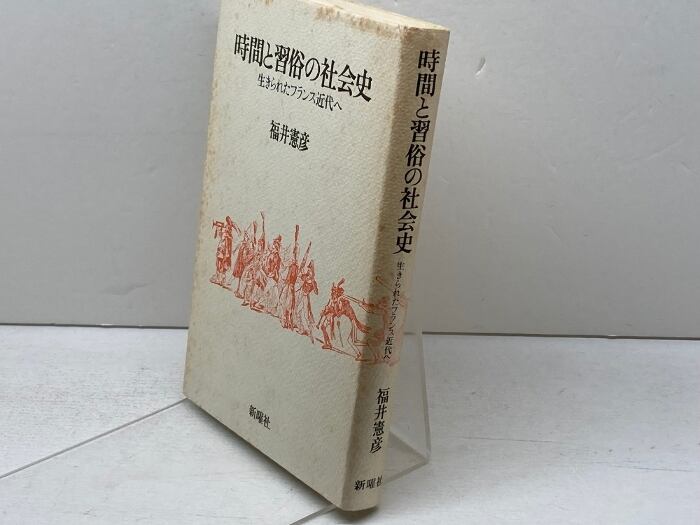 時間と習俗の社会史
生きられたフランス近代へ
福井憲彦
新曜社
時間と習俗の社会史
生きられたフランス近代へ
福井憲彦
新曜社